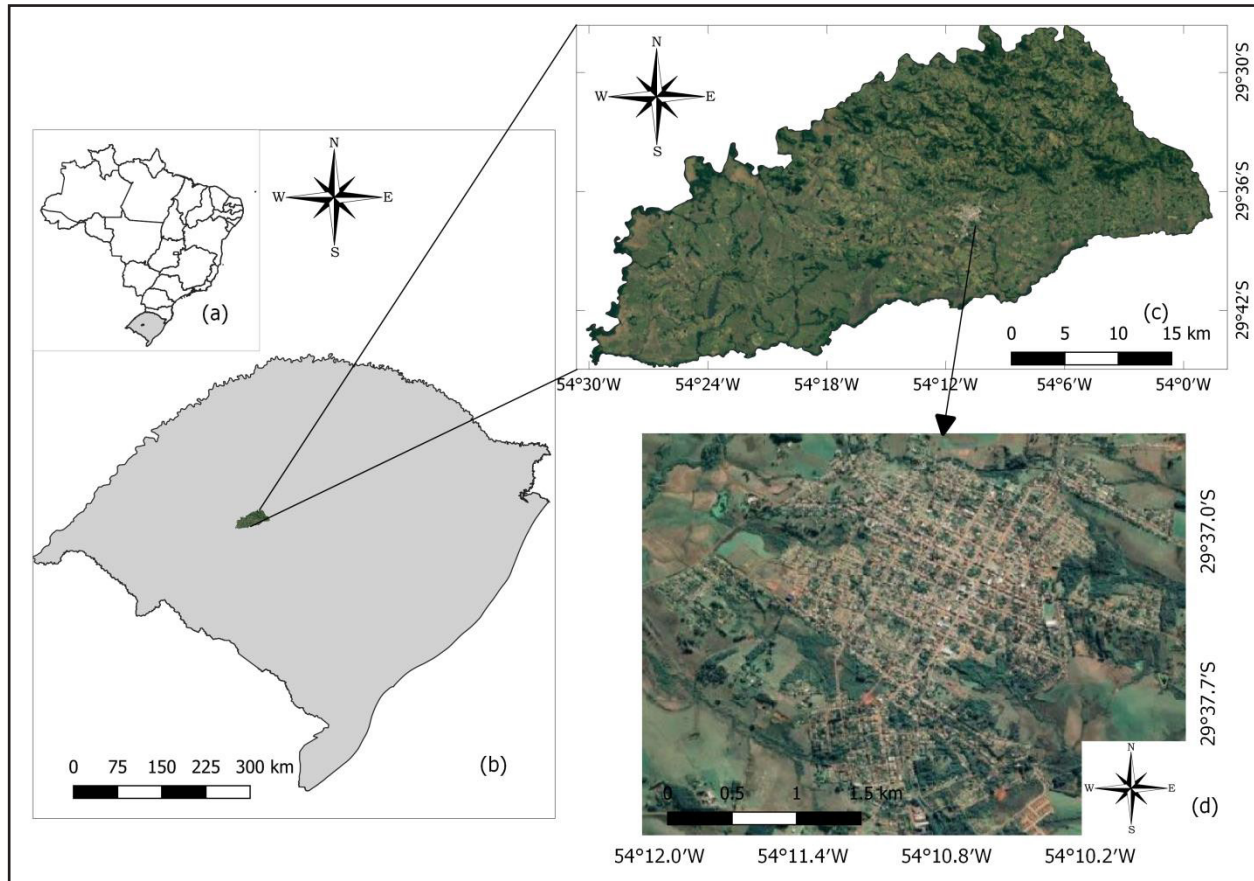 N
W E
S
(a)
N
W E
S
(c)
0 5 10 15 km
29°30′S
29°36′S
29°42′S
54°30′W 54°24′W 54°18′W 54°12′W 54°6′W 54°0′W
0 75 150 225 300 km
(b)
29°37.0′S
29°37.7′S
0 0.5 1 1.5 km
N
W E
S
(d)
54°12.0′W 54°11.4′W 54°10.8′W 54°10.2′W